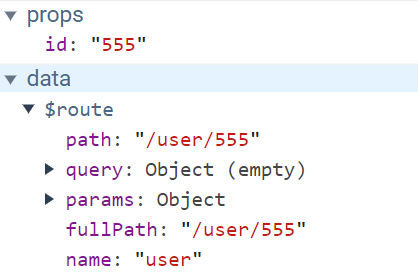 props
id: "555"
data
$route
path: "/user/555"
query: Object (empty)
params: Object
fullPath: "/user/555"
name: "user"